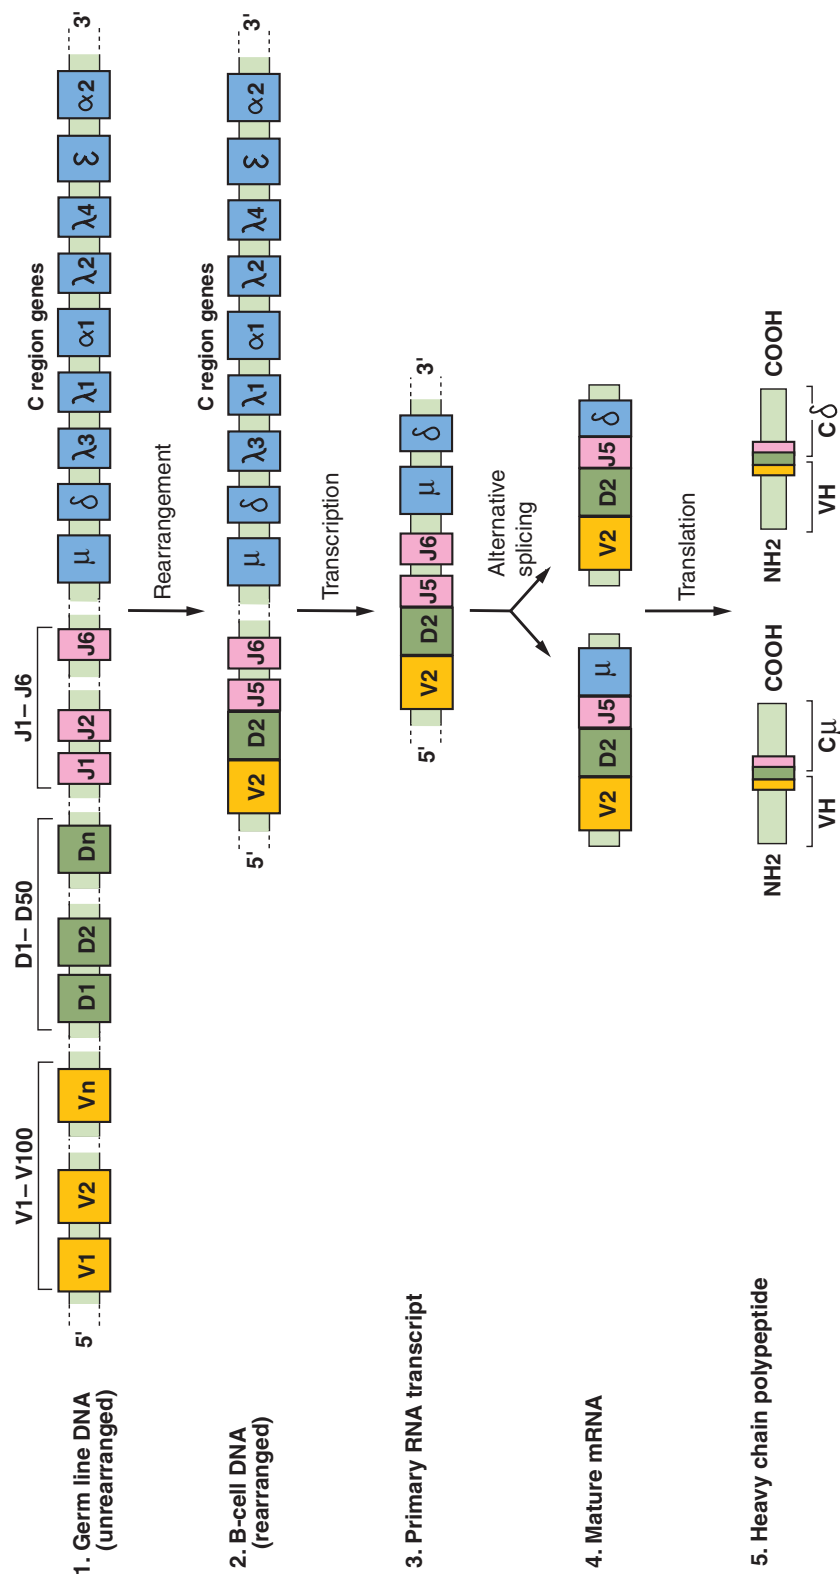 1. Germ line DNA
(unrearranged)
V1– V100
D1– D50
J1– J6
C region genes
5'
V1
V2
Vn
D1
D2
Dn
J1
J2
J6
μ
δ
λ3
λ1
α1
λ2
λ4
ε
α2
3'
Rearrangement
2. B-cell DNA
(rearranged)
C region genes
5'
V2
D2
J5
J6
μ
δ
λ3
λ1
α1
λ2
λ4
ε
α2
3'
Transcription
3. Primary RNA transcript
5'
V2
D2
J5
J6
μ
δ
3'
Alternative
splicing
4. Mature mRNA
V2
D2
J5
μ
V2
D2
J5
δ
Translation
5. Heavy chain polypeptide
NH2
COOH
VH
Cμ
NH2
COOH
VH
Cδ